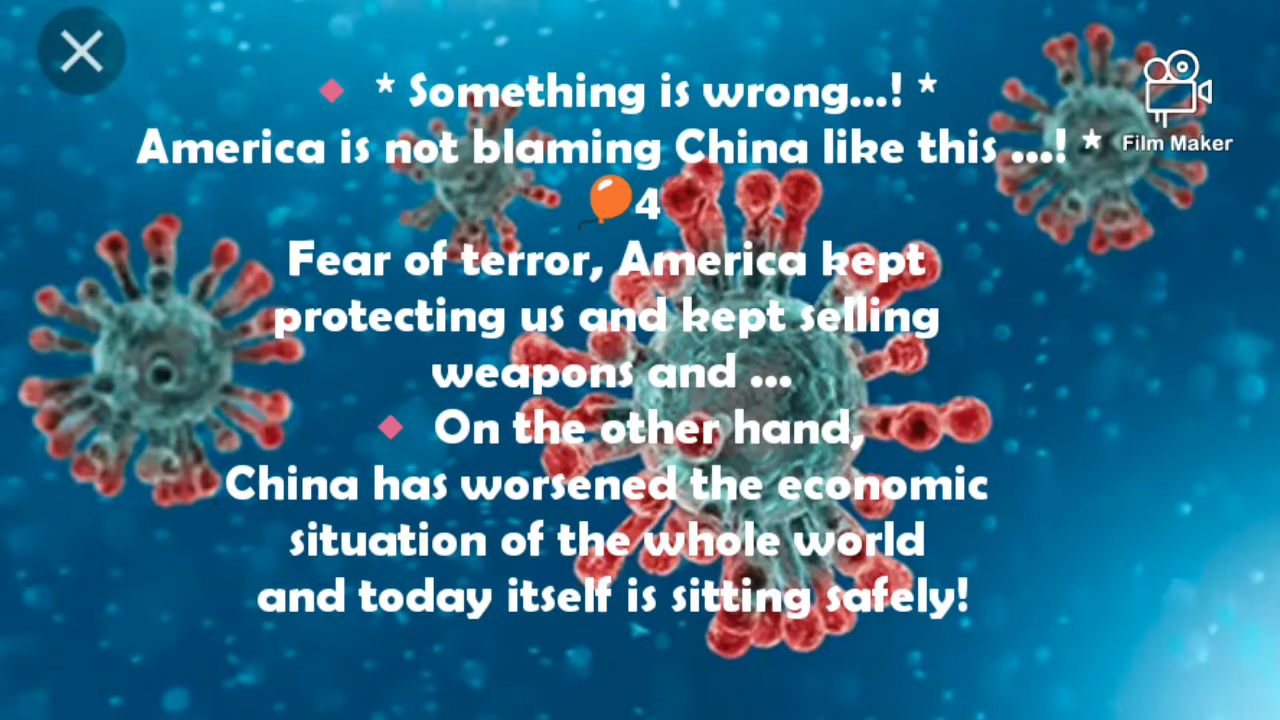 🔸 * Something is wrong...! *
America is not blaming China like this ...! *
🎈4
Fear of terror, America kept
protecting us and kept selling
weapons and ...
🔸 On the other hand,
China has worsened the economic
situation of the whole world
and today itself is sitting safely!
Film Maker